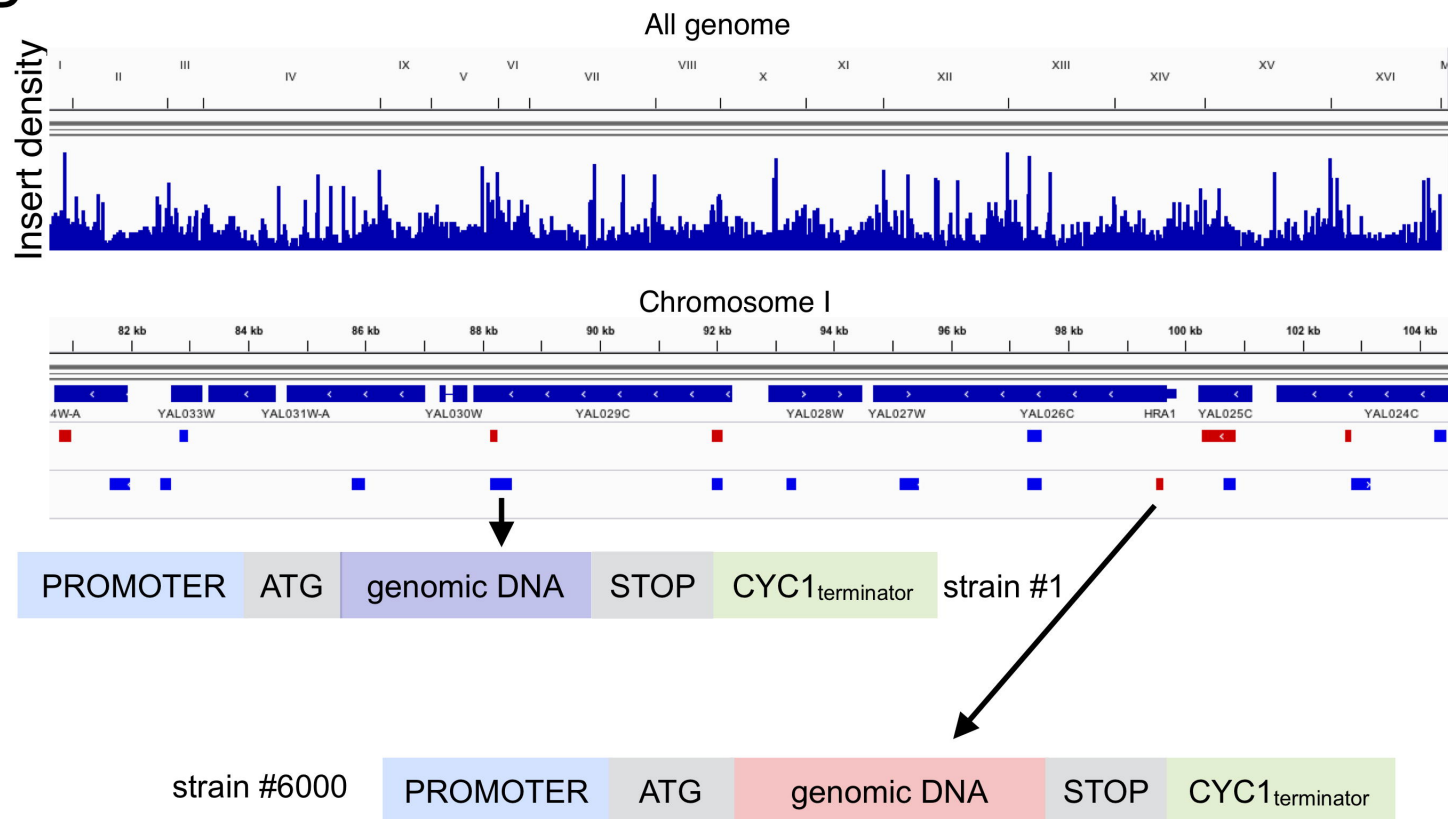 All genome
Insert density
I II III IV IX V VI VII VIII X XI XII XIII XIV XV XVI M
Chromosome I
82 kb 84 kb 86 kb 88 kb 90 kb 92 kb 94 kb 96 kb 98 kb 100 kb 102 kb 104 kb
4W-A YAL033W YAL031W-A YAL030W YAL029C YAL028W YAL027W YAL026C HRA1 YAL025C YAL024C
PROMOTER ATG genomic DNA STOP CYC1terminator strain #1
strain #6000 PROMOTER ATG genomic DNA STOP CYC1terminator